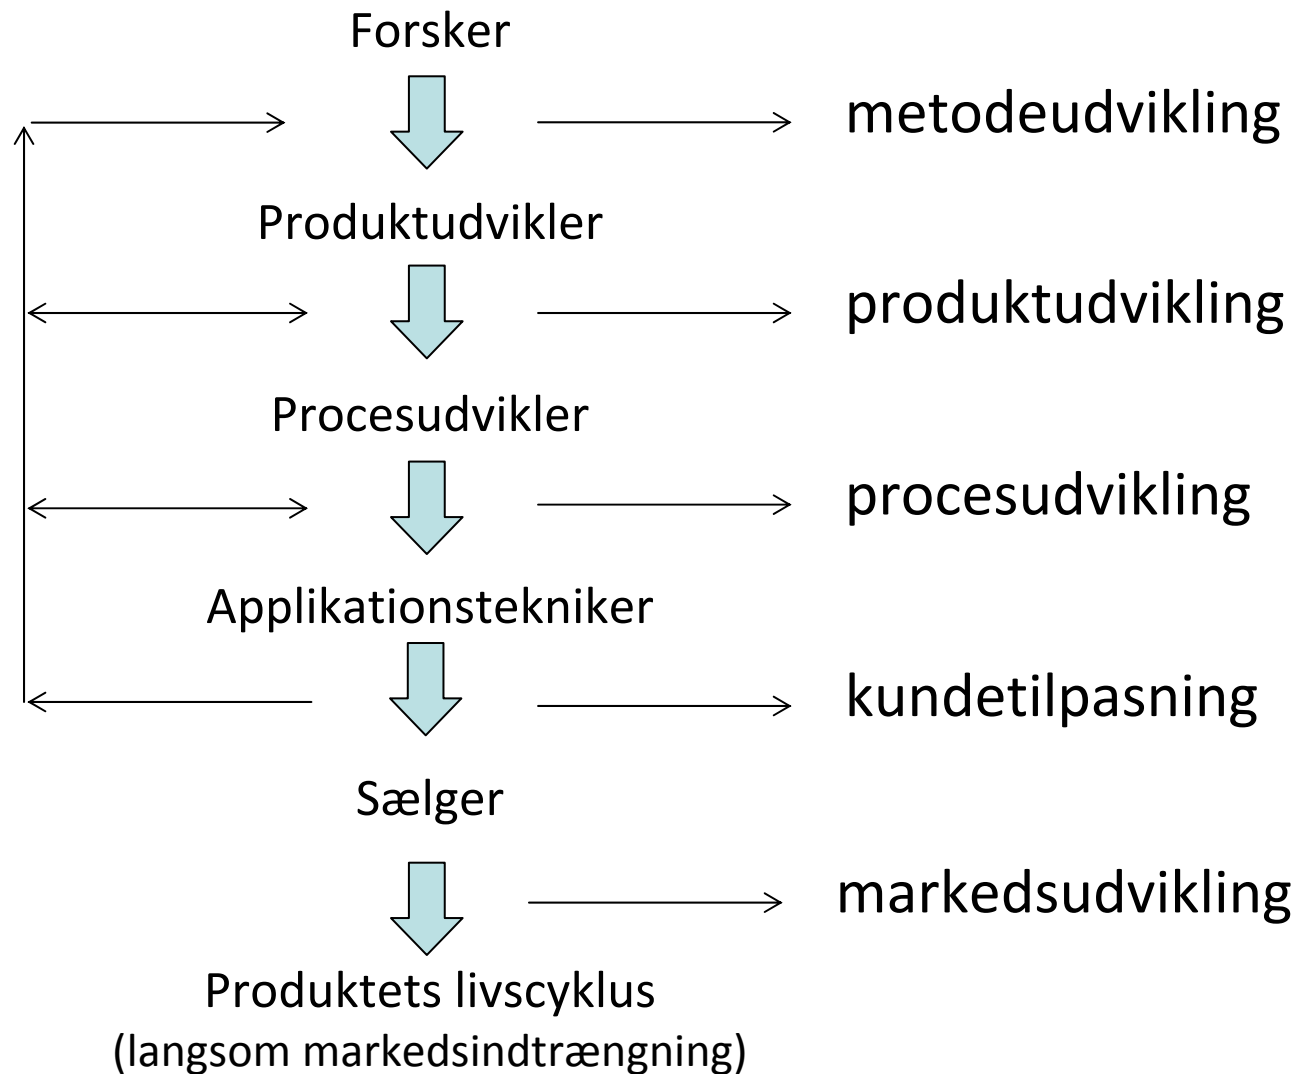 Forsker
metodeudvikling
Produktudvikler
produktudvikling
Procesudvikler
procesudvikling
Applikationstekniker
kundetilpasning
Sælger
markedsudvikling
Produktets livscyklus
(langsom markedsindtrængning)